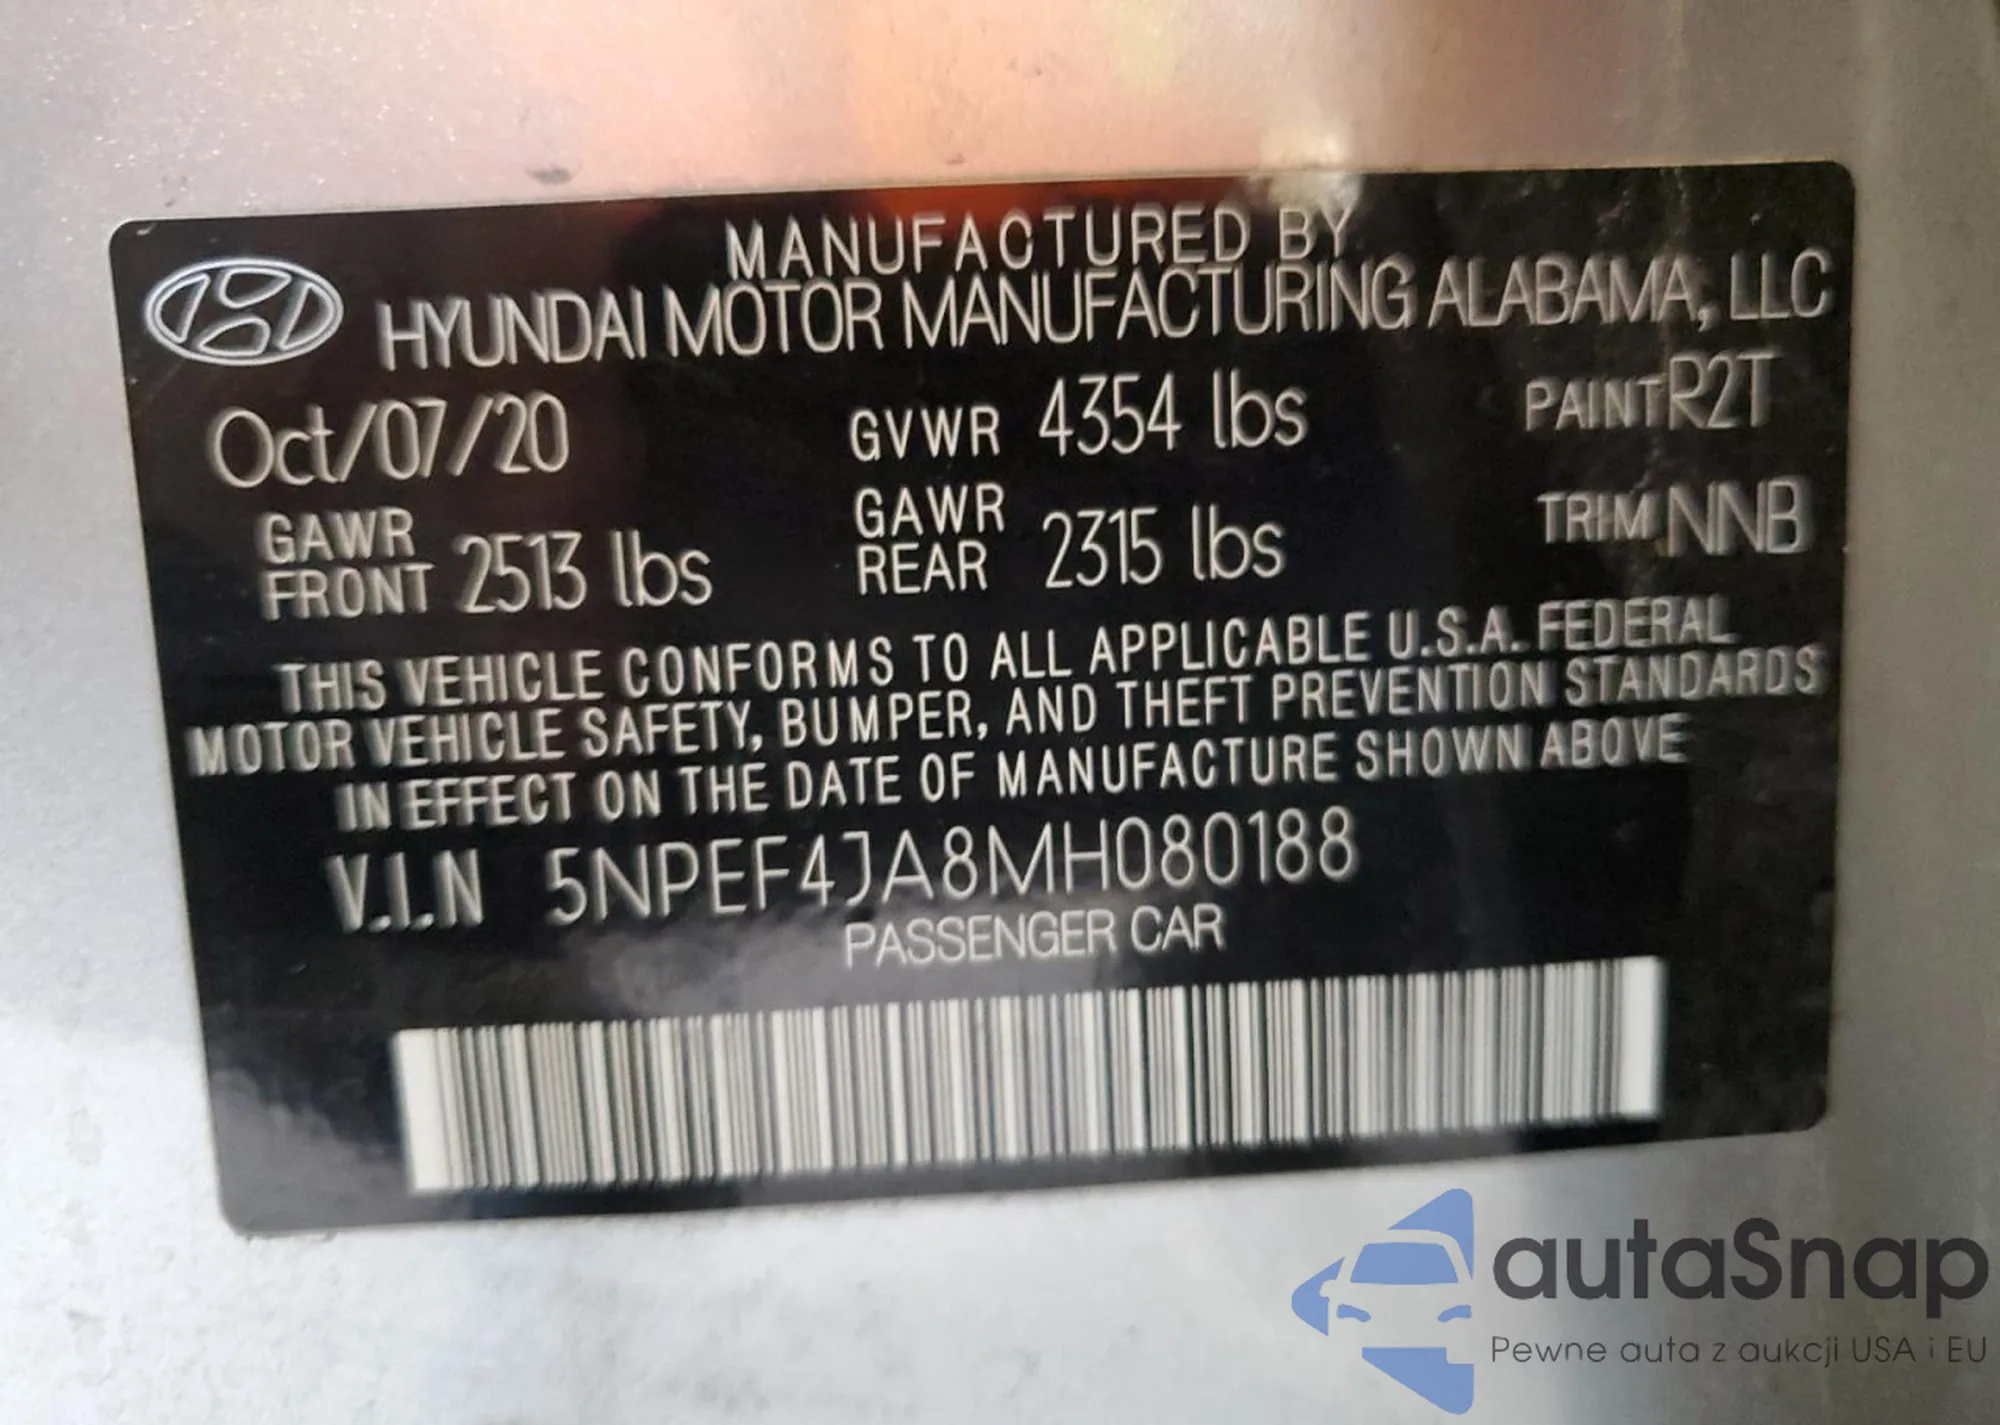 MANUFACTURED BY
HYUNDAI MOTOR MANUFACTURING ALABAMA, LLC
Oct/07/20 GVWR 4354 lbs PAINT R2T
GAWR FRONT 2513 lbs GAWR REAR 2315 lbs TRIM NNB
THIS VEHICLE CONFORMS TO ALL APPLICABLE U.S.A. FEDERAL
MOTOR VEHICLE SAFETY, BUMPER, AND THEFT PREVENTION STANDARDS
IN EFFECT ON THE DATE OF MANUFACTURE SHOWN ABOVE
V.I.N 5NPEF4JA8MH080188
PASSENGER CAR
autaSnap
Pewne auta z aukcji USA i EU